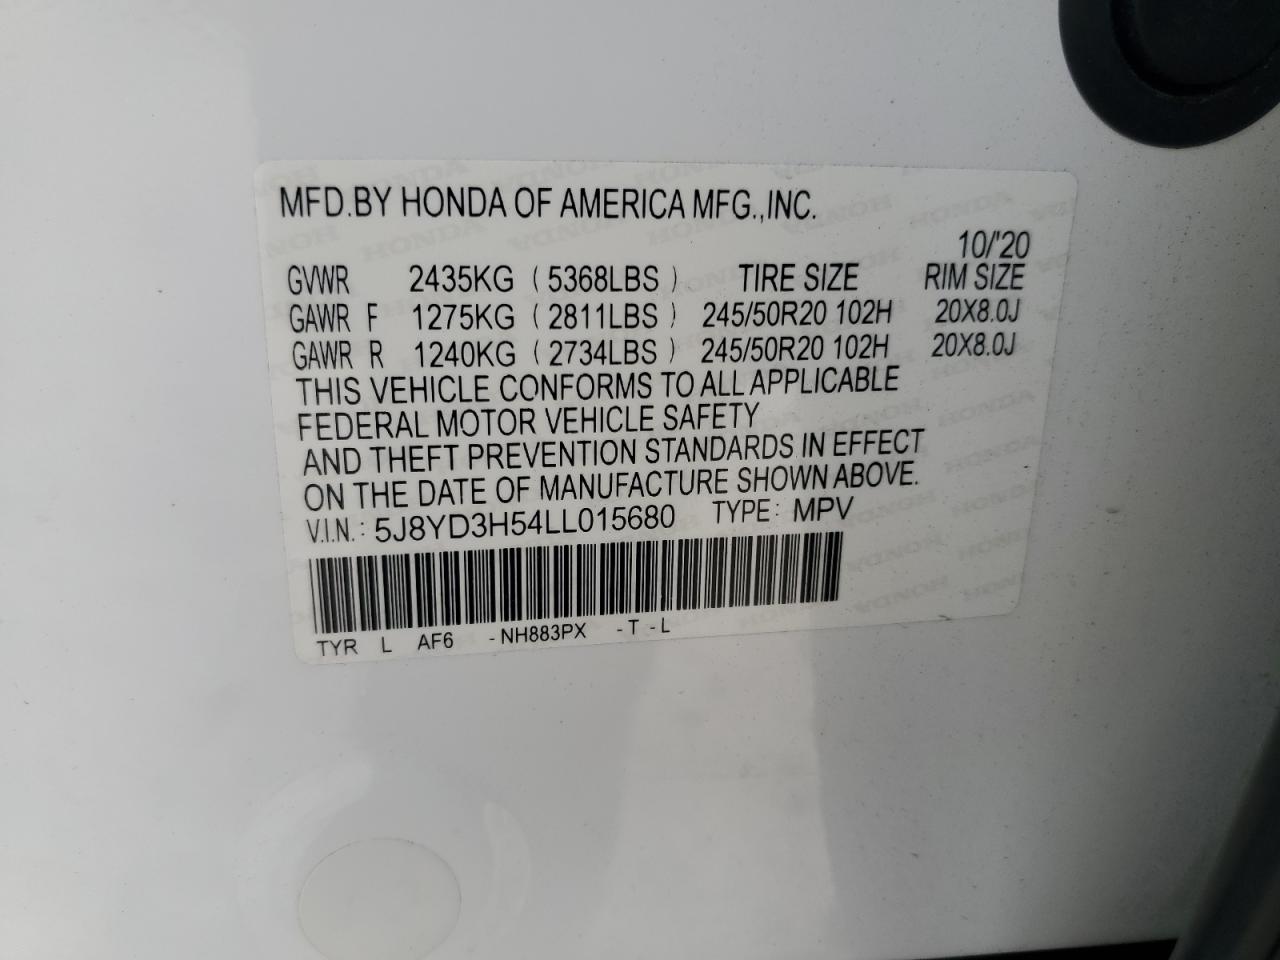 MFD.BY HONDA OF AMERICA MFG.,INC.
10/'20
GVWR 2435KG (5368LBS) TIRE SIZE RIM SIZE
GAWR F 1275KG (2811LBS) 245/50R20 102H 20X8.0J
GAWR R 1240KG (2734LBS) 245/50R20 102H 20X8.0J
THIS VEHICLE CONFORMS TO ALL APPLICABLE
FEDERAL MOTOR VEHICLE SAFETY
AND THEFT PREVENTION STANDARDS IN EFFECT
ON THE DATE OF MANUFACTURE SHOWN ABOVE.
V.I.N.: 5J8YD3H54LL015680 TYPE: MPV
TYR L AF6 -NH883PX -T-L